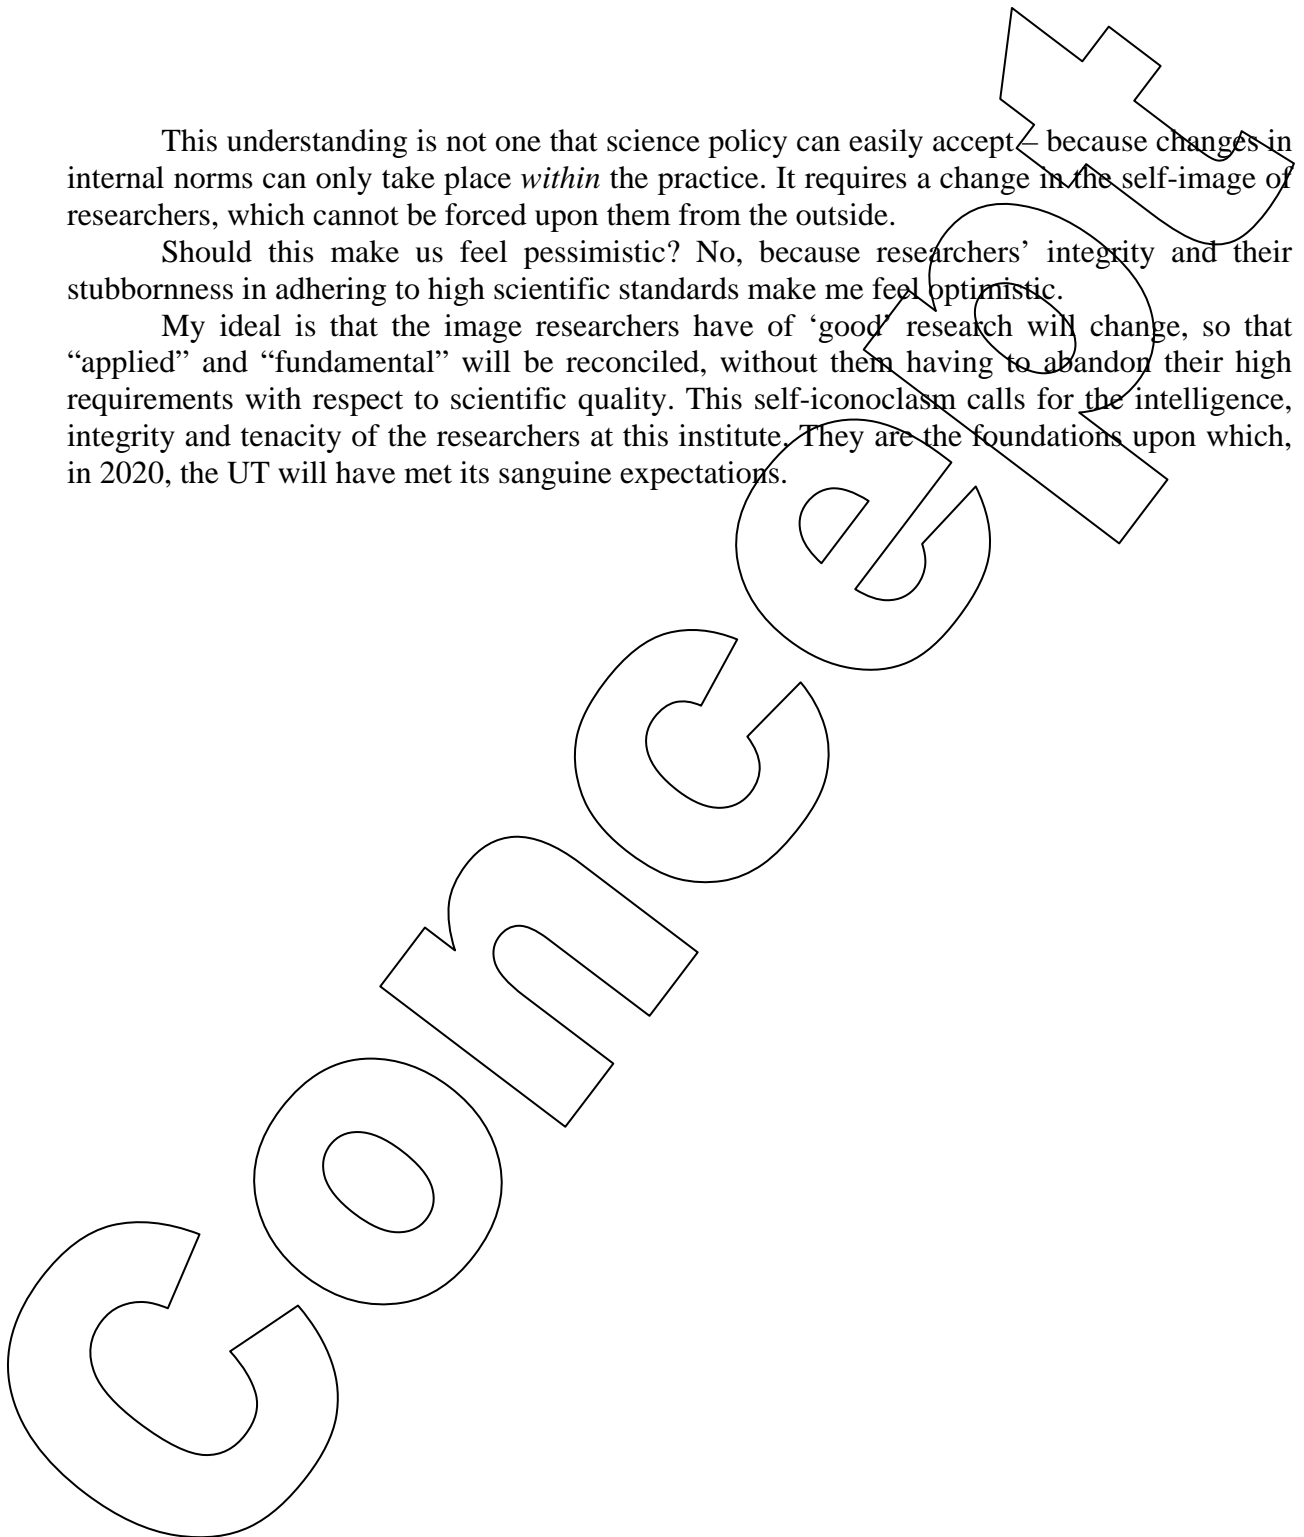 This understanding is not one that science policy can easily accept – because changes in
internal norms can only take place within the practice. It requires a change in the self-image of
researchers, which cannot be forced upon them from the outside.
Should this make us feel pessimistic? No, because researchers’ integrity and their
stubbornness in adhering to high scientific standards make me feel optimistic.
My ideal is that the image researchers have of ‘good’ research will change, so that
“applied” and “fundamental” will be reconciled, without them having to abandon their high
requirements with respect to scientific quality. This self-iconoclasm calls for the intelligence,
integrity and tenacity of the researchers at this institute. They are the foundations upon which,
in 2020, the UT will have met its sanguine expectations.
Concept